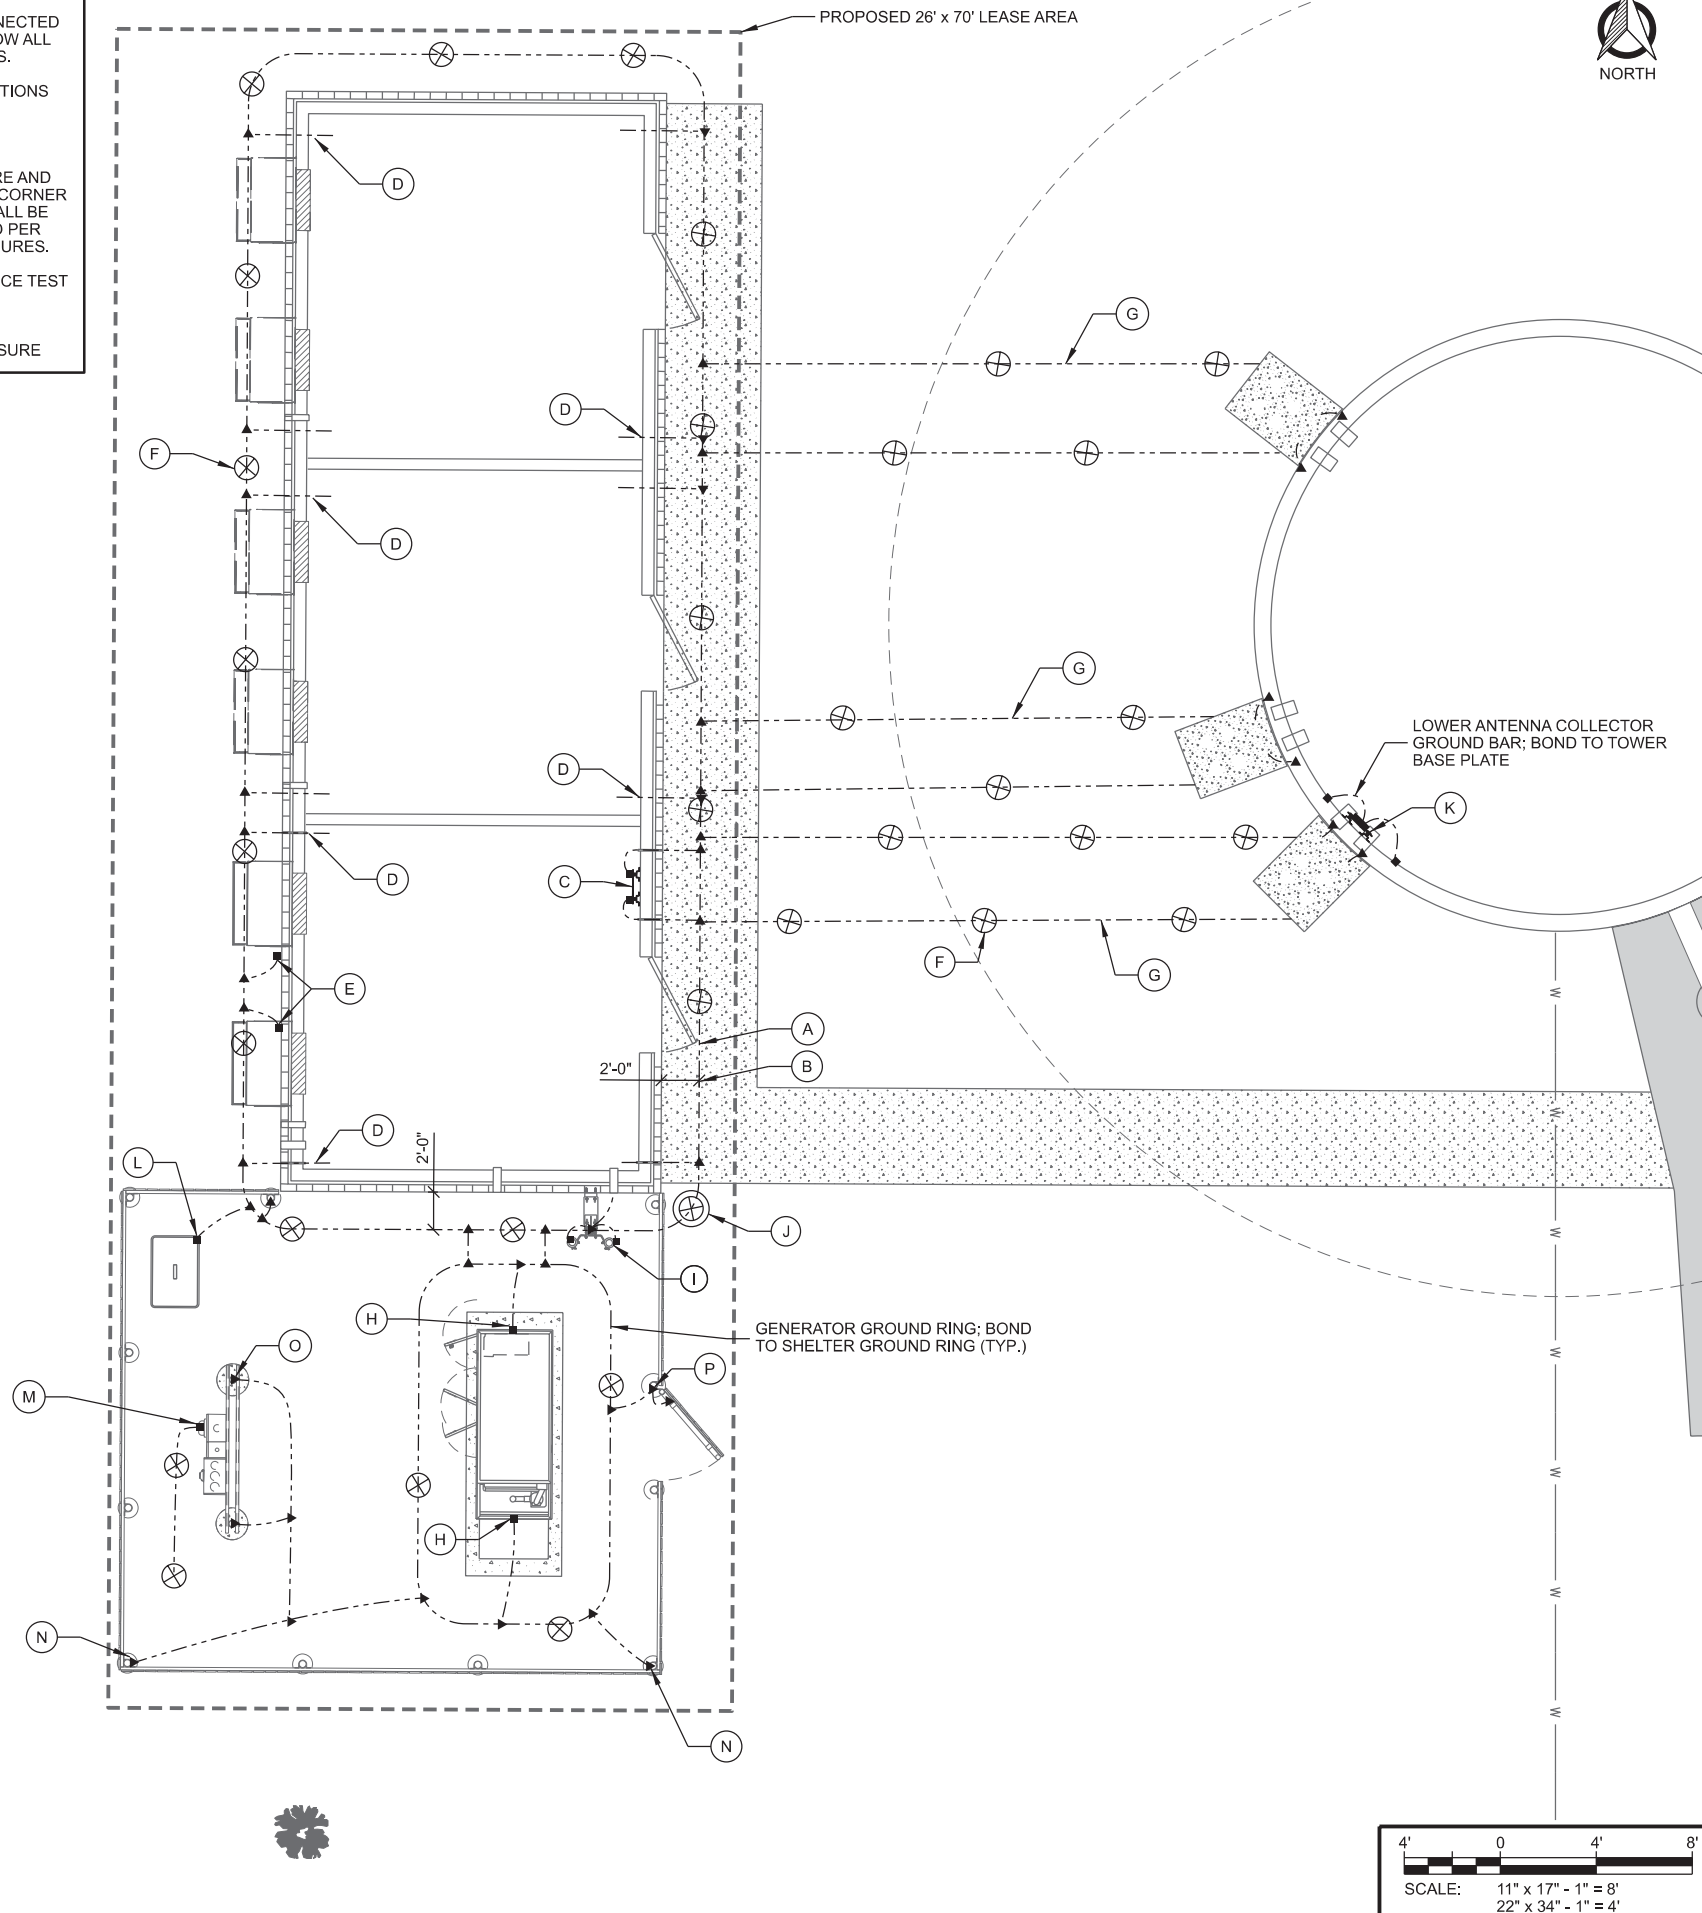 NECTED
OW ALL
S.
TIONS
RE AND
CORNER
ALL BE
D PER
URES.
CE TEST
SURE
PROPOSED 26' x 70' LEASE AREA
NORTH
D
G
D
F
D
G
LOWER ANTENNA COLLECTOR
GROUND BAR; BOND TO TOWER
BASE PLATE
D
K
D
C
F
G
E
A
2'-0"
B
D
2'-0"
L
J
I
H
GENERATOR GROUND RING; BOND
TO SHELTER GROUND RING (TYP.)
O
P
M
H
N
N
4' 0 4' 8'
SCALE: 11" x 17" - 1" = 8'
22" x 34" - 1" = 4'